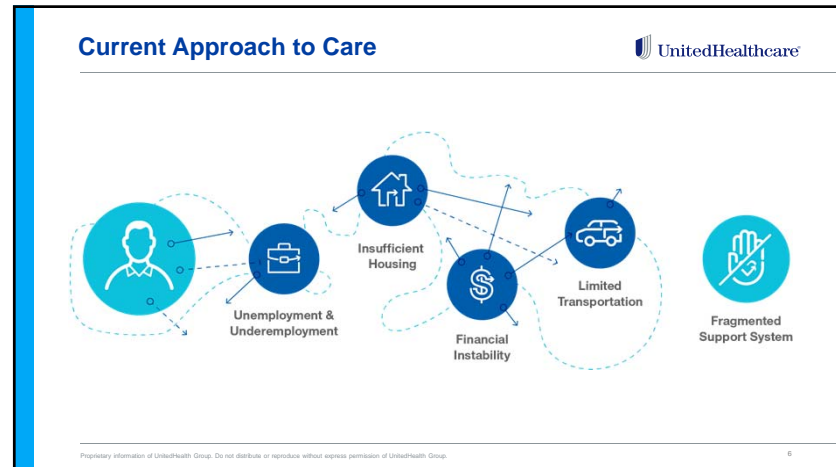 Current Approach to Care
UnitedHealthcare®
Insufficient
Housing
Limited
Transportation
Unemployment &
Underemployment
Financial
Instability
Fragmented
Support System
Proprietary information of UnitedHealth Group. Do not distribute or reproduce without express permission of UnitedHealth Group.
6